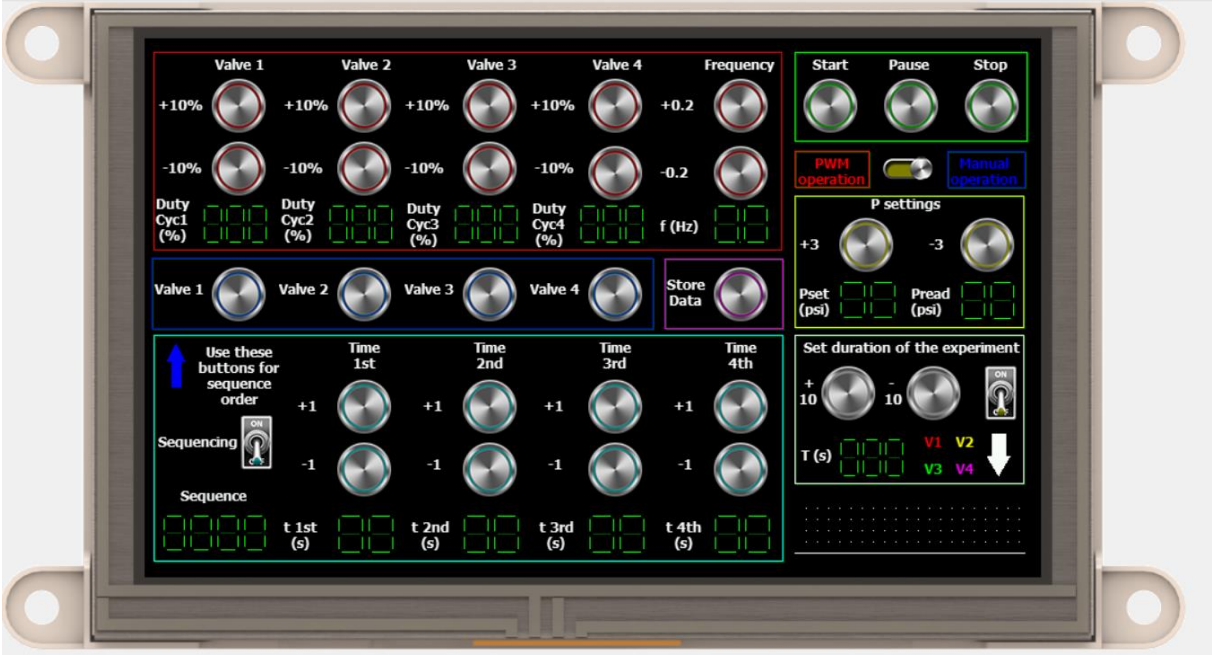 Valve 1
Valve 2
Valve 3
Valve 4
Frequency
+10%
+10%
+10%
+10%
+0.2
-10%
-10%
-10%
-10%
-0.2
Duty
Cyc1
(%)
Duty
Cyc2
(%)
Duty
Cyc3
(%)
Duty
Cyc4
(%)
f (Hz)
Start
Pause
Stop
PWM
operation
Manual
operation
P settings
+3
-3
Pset
(psi)
Pread
(psi)
Valve 1
Valve 2
Valve 3
Valve 4
Store
Data
Use these
buttons for
sequence
order
Sequencing
ON
OFF
Sequence
Time
1st
Time
2nd
Time
3rd
Time
4th
+1
+1
+1
+1
-1
-1
-1
-1
t 1st
(s)
t 2nd
(s)
t 3rd
(s)
t 4th
(s)
Set duration of the experiment
+
10
-
10
ON
OFF
T (s)
V1 V2
V3 V4